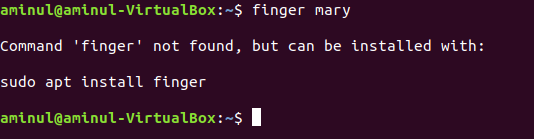 aminul@aminul-VirtualBox:~$ finger mary
Command 'finger' not found, but can be installed with:
sudo apt install finger
aminul@aminul-VirtualBox:~$